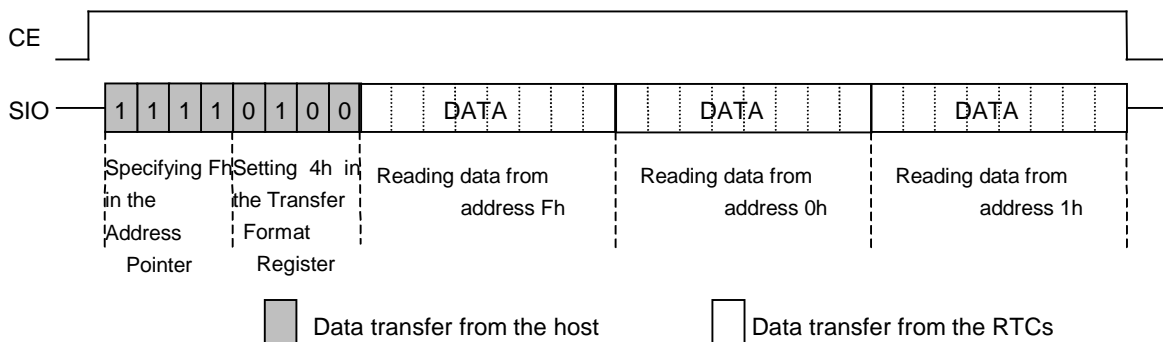 CE
SIO 1 1 1 1 0 1 0 0 DATA DATA DATA
Specifying Fh
in the
Address
Pointer
Setting 4h in
the Transfer
Format
Register
Reading data from
address Fh
Reading data from
address 0h
Reading data from
address 1h
Data transfer from the host
Data transfer from the RTCs